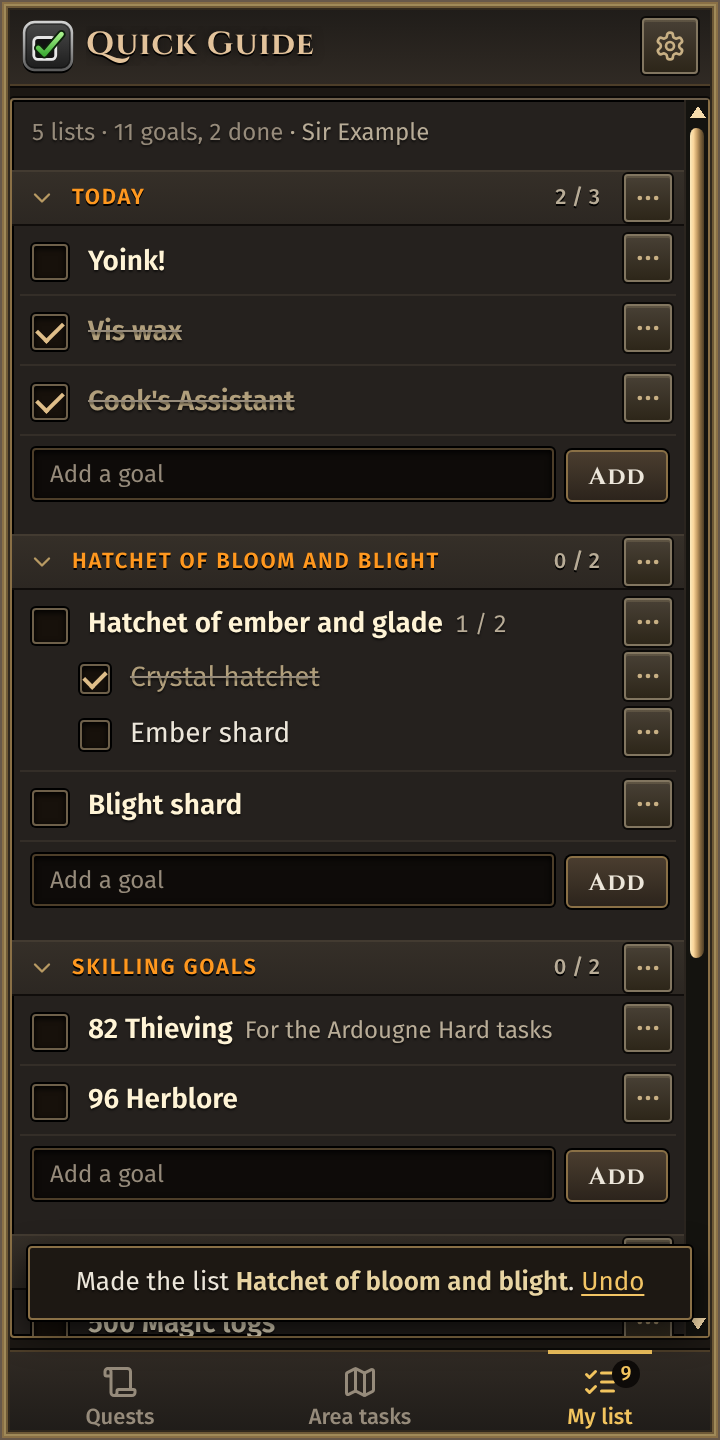 Quick Guide
5 lists · 11 goals, 2 done · Sir Example
TODAY 2 / 3
Yoink!
Vis wax
Cook's Assistant
Add a goal ADD
HATCHET OF BLOOM AND BLIGHT 0 / 2
Hatchet of ember and glade 1 / 2
Crystal hatchet
Ember shard
Blight shard
Add a goal ADD
SKILLING GOALS 0 / 2
82 Thieving For the Ardougne Hard tasks
96 Herblore
Add a goal ADD
Made the list Hatchet of bloom and blight. Undo
500 Magic logs
9
Quests Area tasks My list